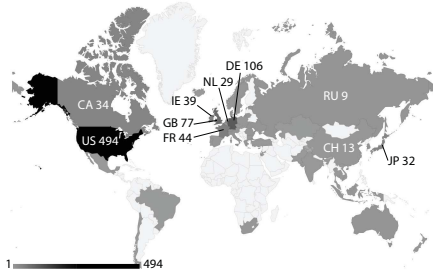 DE 106
NL 29
CA 34
RU 9
IE 39
GB 77
US 494
FR 44
CH 13
JP 32
1
494